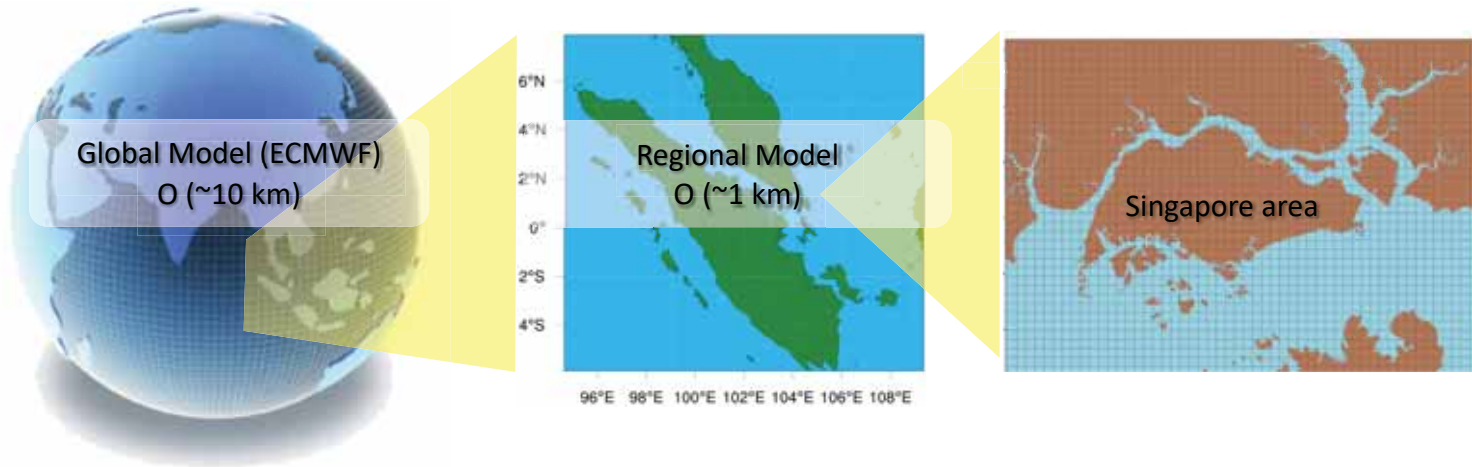 Global Model (ECMWF)
O (~10 km)
6°N
4°N
2°N
0°
2°S
4°S
96°E 98°E 100°E 102°E 104°E 106°E 108°E
Regional Model
O (~1 km)
Singapore area